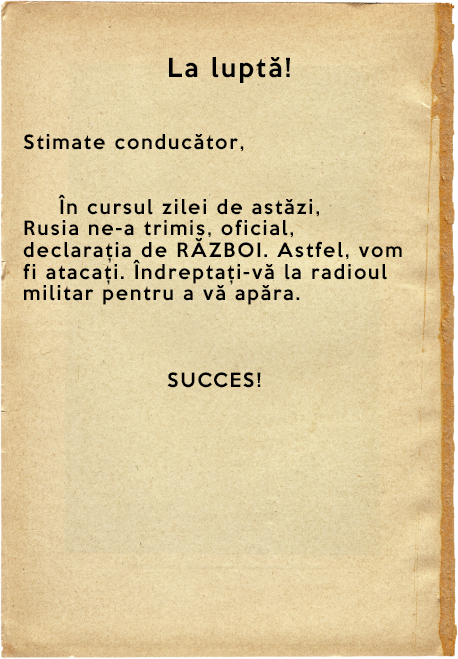 La luptă!
Stimate conducător,
În cursul zilei de astăzi,
Rusia ne-a trimis, oficial,
declarația de RĂZBOI. Astfel, vom
fi atacați. Îndreptați-vă la radioul
militar pentru a vă apăra.
SUCCES!